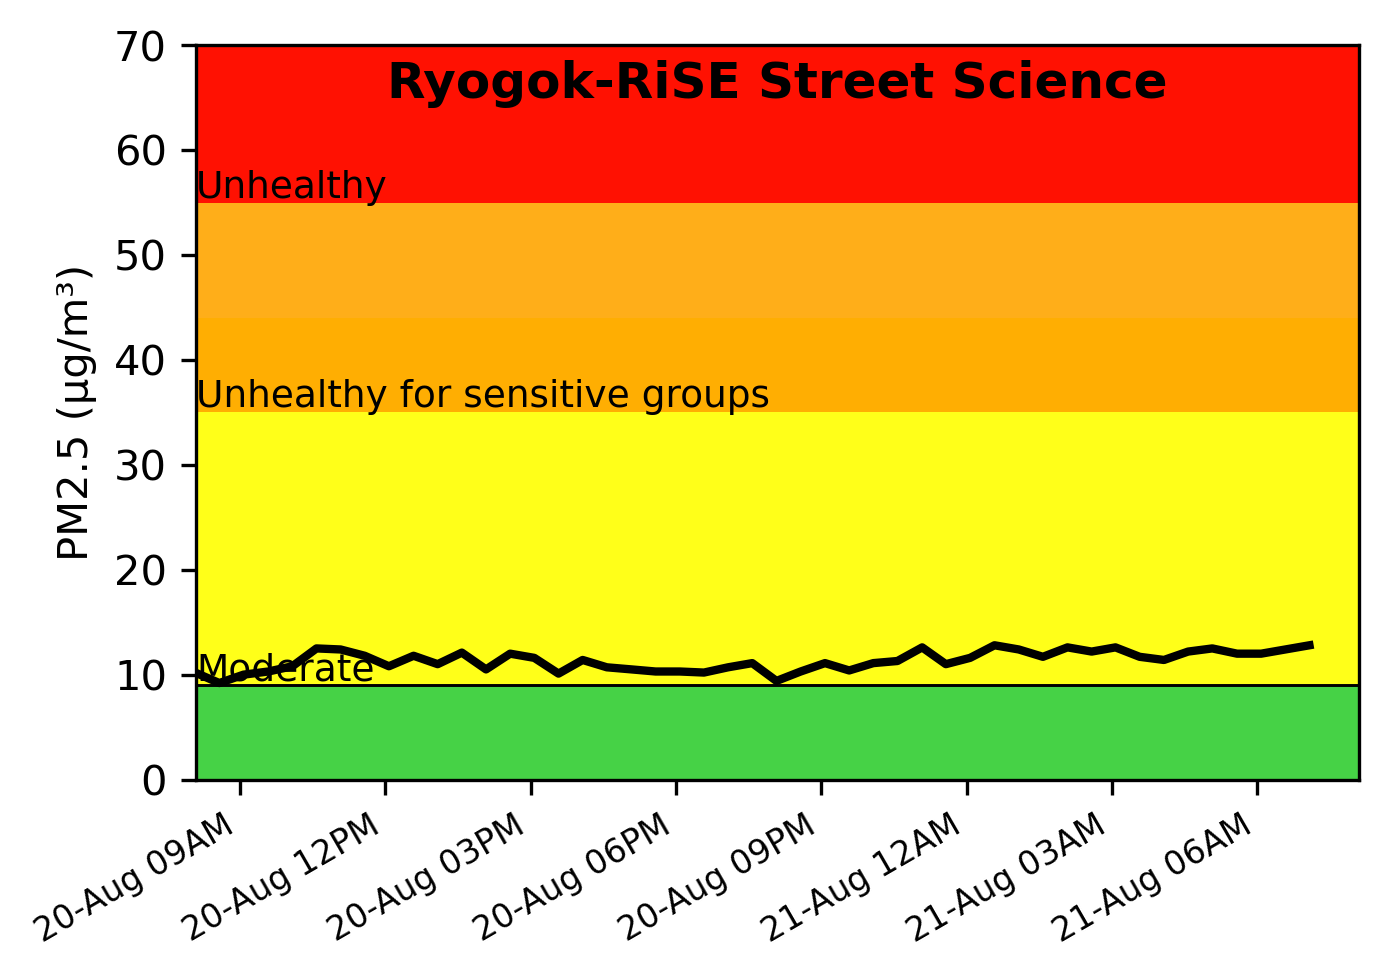 Ryogok-RiSE Street Science
70
60
50
40
30
20
10
0
PM2.5 (μg/m³)
Unhealthy
Unhealthy for sensitive groups
Moderate
20-Aug 09AM
20-Aug 12PM
20-Aug 03PM
20-Aug 06PM
20-Aug 09PM
21-Aug 12AM
21-Aug 03AM
21-Aug 06AM